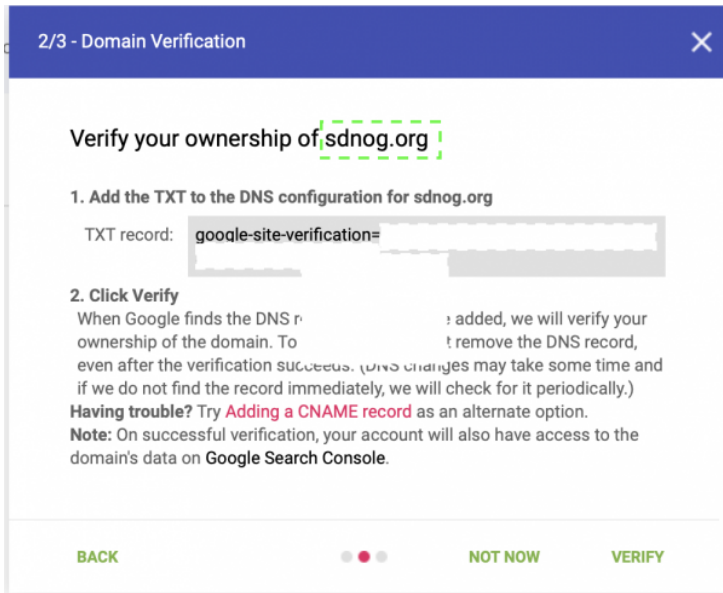 2/3 - Domain Verification
Verify your ownership of sdnog.org
1. Add the TXT to the DNS configuration for sdnog.org
TXT record: google-site-verification=
2. Click Verify
When Google finds the DNS added, we will verify your
ownership of the domain. To remove the DNS record,
even after the verification succeeds. (DNS changes may take some time and
if we do not find the record immediately, we will check for it periodically.)
Having trouble? Try Adding a CNAME record as an alternate option.
Note: On successful verification, your account will also have access to the
domain's data on Google Search Console.
BACK NOT NOW VERIFY